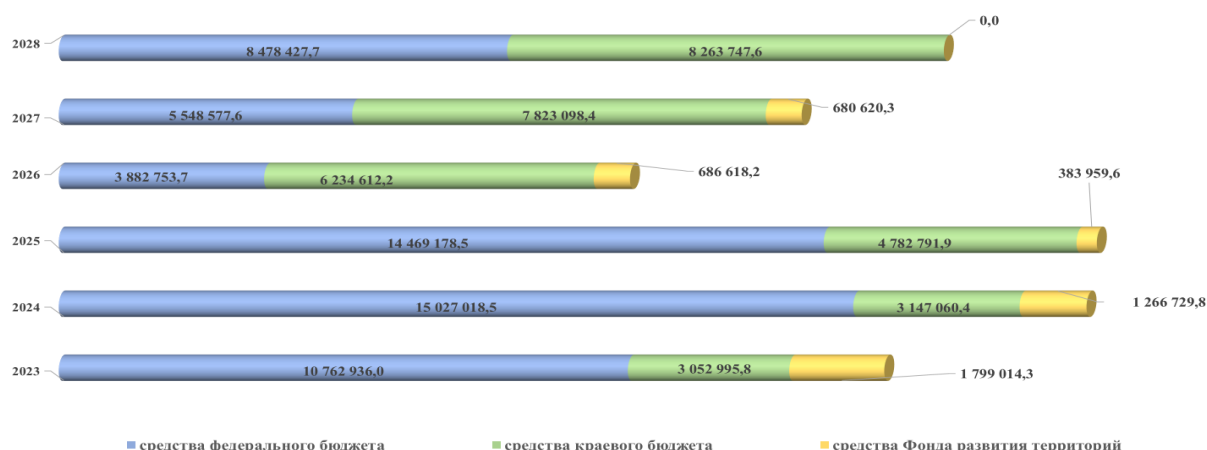 0,0
2028
8 478 427,7
8 263 747,6
2027
5 548 577,6
7 823 098,4
680 620,3
2026
3 882 753,7
6 234 612,2
686 618,2
383 959,6
2025
14 469 178,5
4 782 791,9
2024
15 027 018,5
3 147 060,4
1 266 729,8
2023
10 762 936,0
3 052 995,8
1 799 014,3
средства федерального бюджета
средства краевого бюджета
средства Фонда развития территорий